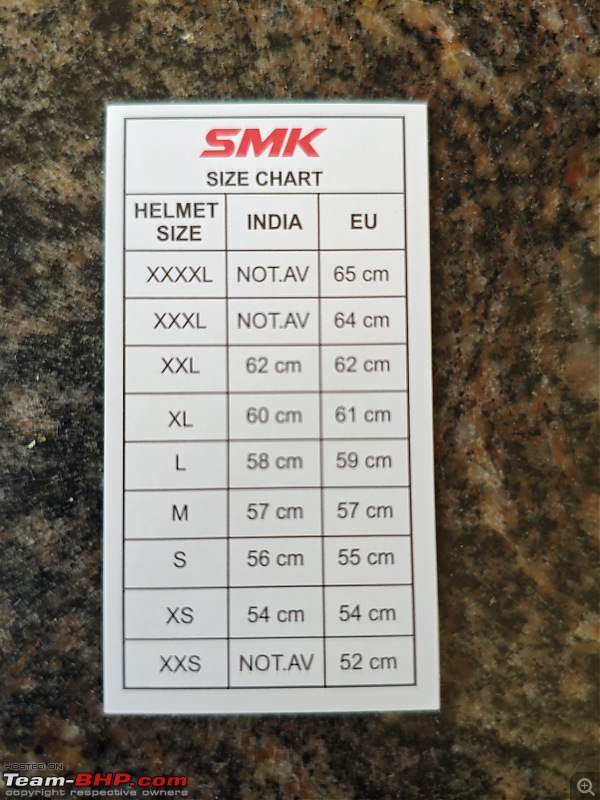 SMK
SIZE CHART
HELMET SIZE INDIA EU
XXXXL NOT.AV 65 cm
XXXL NOT.AV 64 cm
XXL 62 cm 62 cm
XL 60 cm 61 cm
L 58 cm 59 cm
M 57 cm 57 cm
S 56 cm 55 cm
XS 54 cm 54 cm
XXS NOT.AV 52 cm
HOSTED ON
Team-BHP.com
copyright respective owners